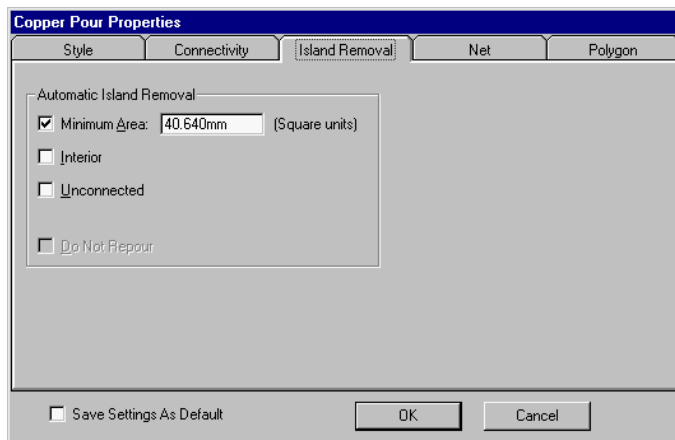 Copper Pour Properties
Style Connectivity Island Removal Net Polygon
Automatic Island Removal
Minimum Area: 40.640mm (Square units)
Interior
Unconnected
Do Not Repour
Save Settings As Default OK Cancel